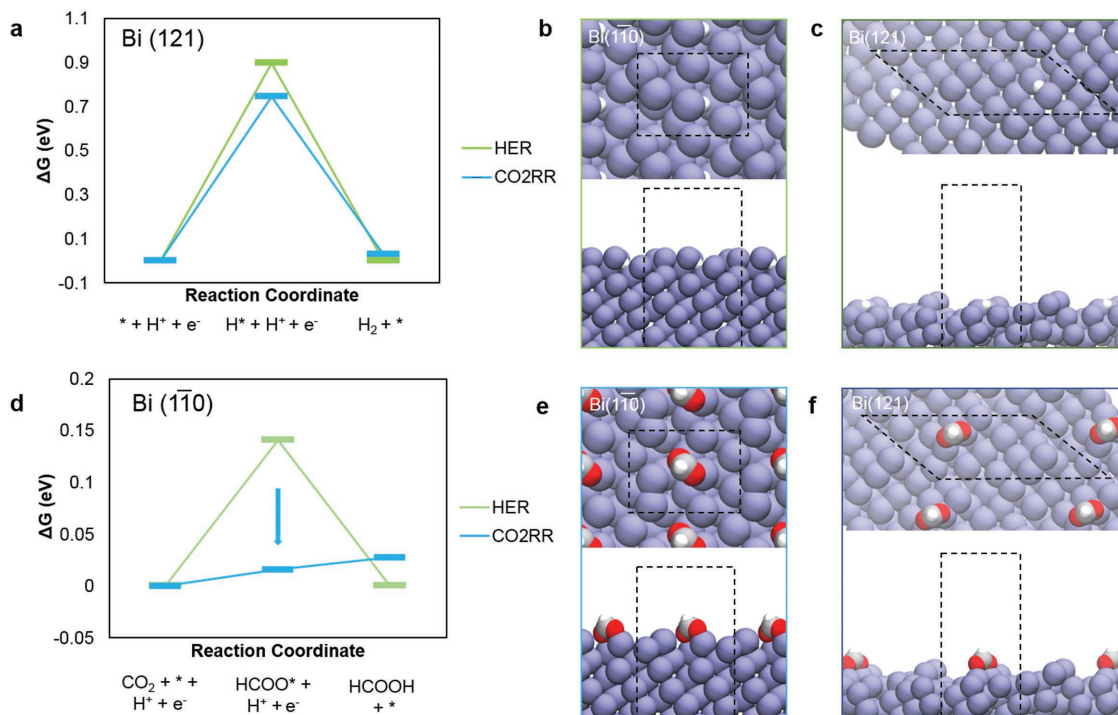 a
Bi (121)
1.1
0.9
0.7
0.5
0.3
0.1
-0.1
ΔG (eV)
Reaction Coordinate
* + H⁺ + e⁻
H* + H⁺ + e⁻
H₂ + *
HER
CO2RR
b
Bi(11̅0)
c
Bi(121)
d
Bi (11̅0)
0.2
0.15
0.1
0.05
0
-0.05
ΔG (eV)
Reaction Coordinate
CO₂ + * +
H⁺ + e⁻
HCOO* +
H⁺ + e⁻
HCOOH
+ *
HER
CO2RR
e
Bi(11̅0)
f
Bi(121)